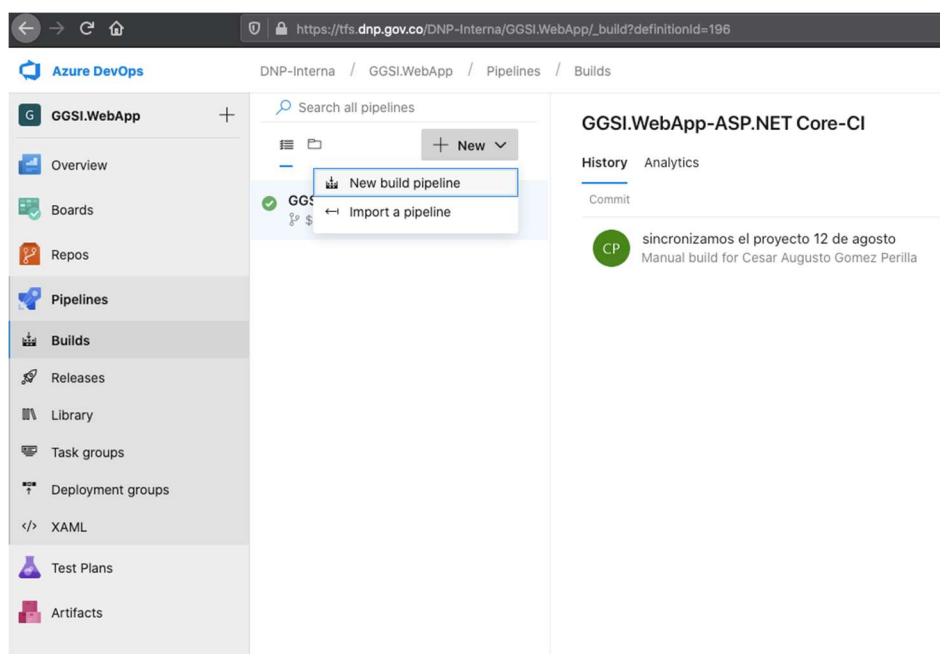 https://tfs.dnp.gov.co/DNP-Interna/GGSI.WebApp/_build?definitionId=196
Azure DevOps
DNP-Interna / GGSI.WebApp / Pipelines / Builds
G GGSI.WebApp
Overview
Boards
Repos
Pipelines
Builds
Releases
Library
Task groups
Deployment groups
</> XAML
Test Plans
Artifacts
Search all pipelines
+ New
New build pipeline
Import a pipeline
GGS
$
GGSI.WebApp-ASP.NET Core-CI
History Analytics
Commit
CP
sincronizamos el proyecto 12 de agosto
Manual build for Cesar Augusto Gomez Perilla